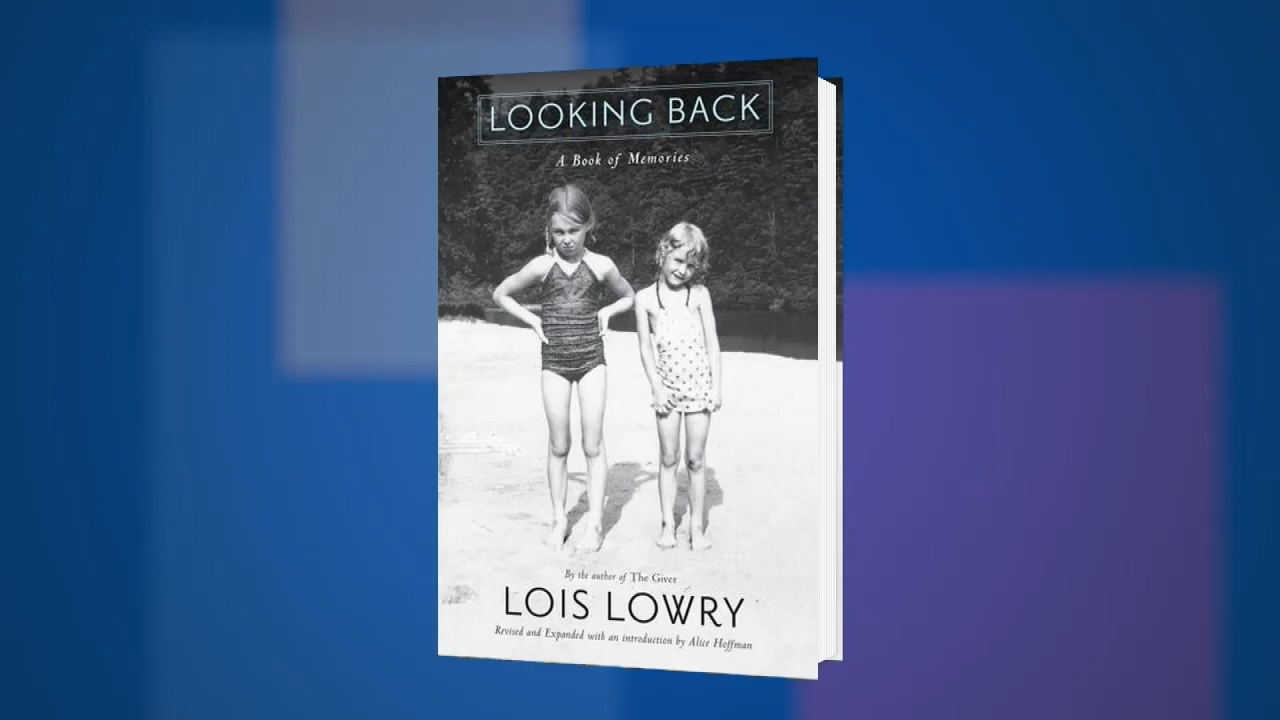 LOOKING BACK
A Book of Memories
By the author of The Giver
LOIS LOWRY
Revised and Expanded with an introduction by Alice Hoffman